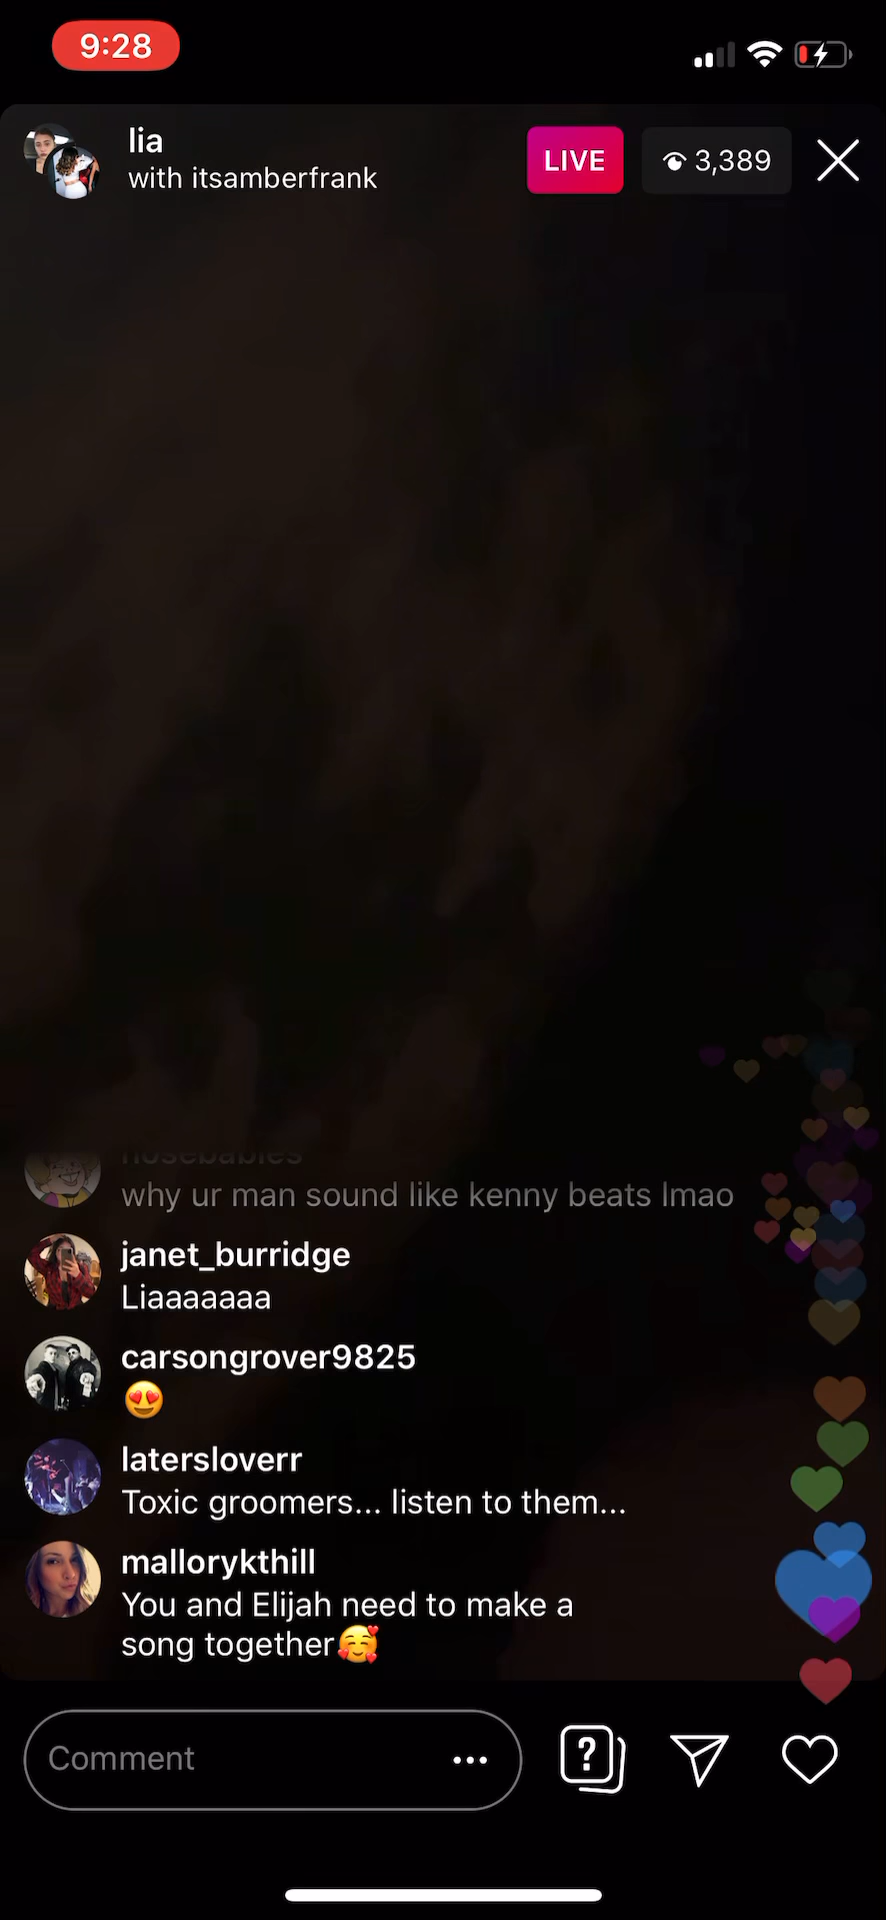 9:28
lia
with itsamberfrank
LIVE
3,389
why ur man sound like kenny beats lmao
janet_burridge
Liaaaaaaa
carsongrover9825
😍
latersloverr
Toxic groomers... listen to them...
mallorykthill
You and Elijah need to make a
song together🥰
Comment